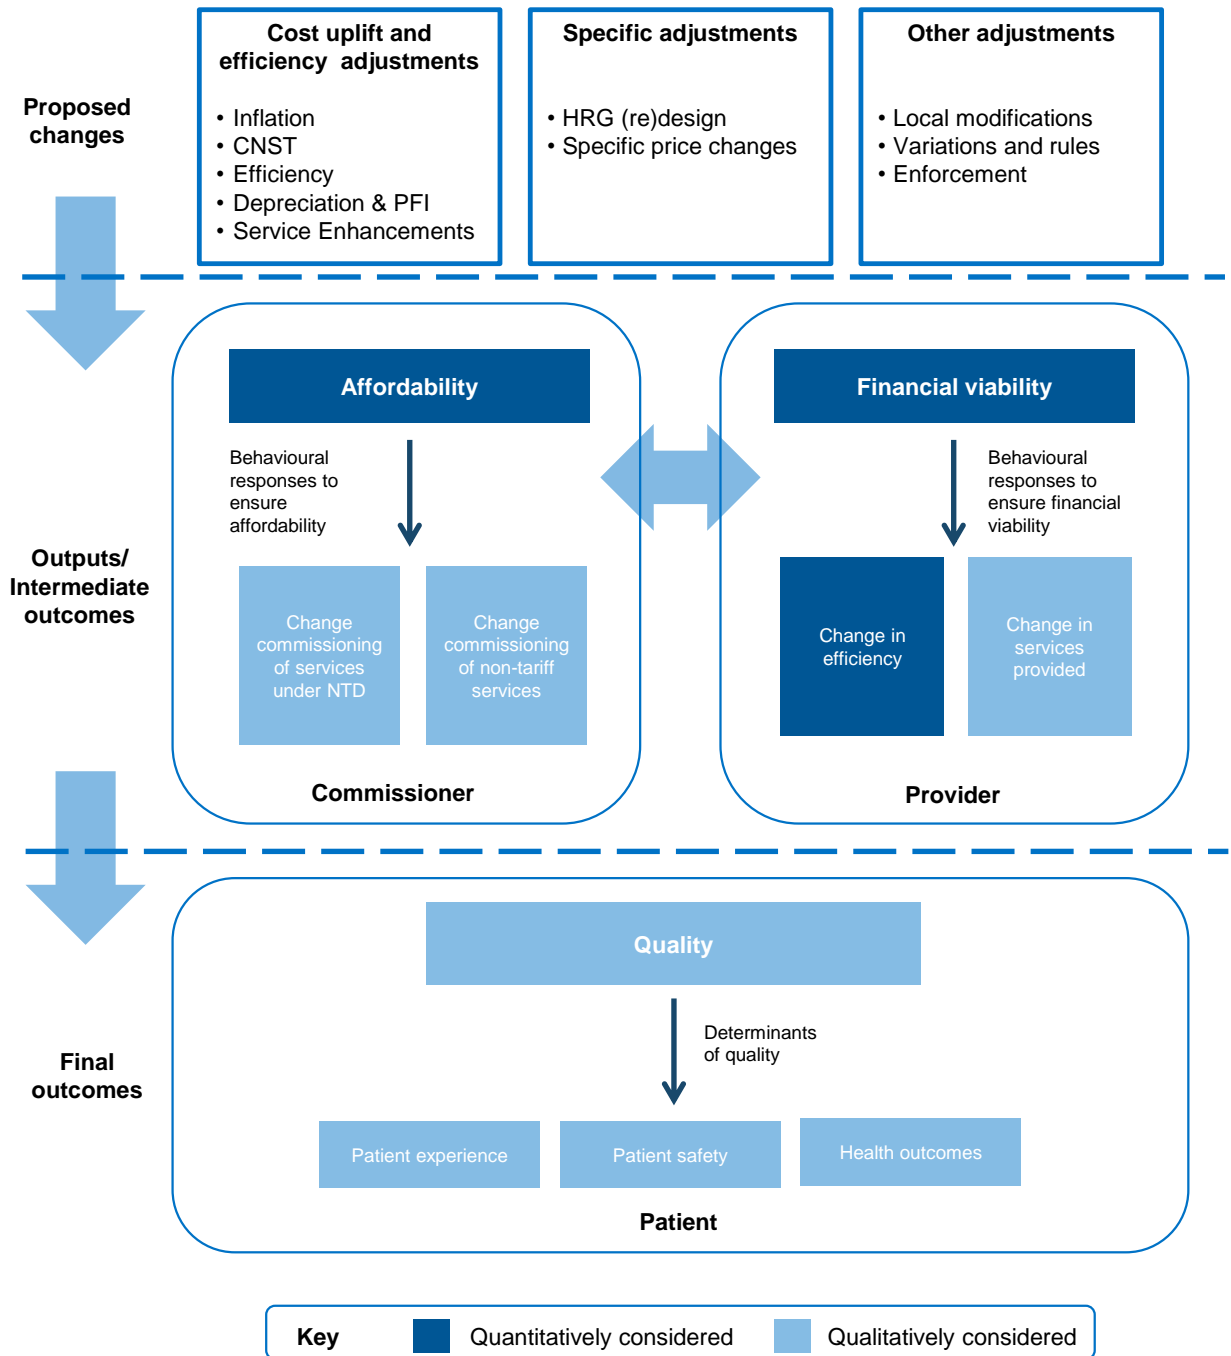 Proposed
changes
Cost uplift and
efficiency  adjustments
• Inflation
• CNST
• Efficiency
• Depreciation & PFI
• Service Enhancements
Specific adjustments
• HRG (re)design
• Specific price changes
Other adjustments
• Local modifications
• Variations and rules
• Enforcement
Outputs/
Intermediate
outcomes
Affordability
Behavioural
responses to
ensure
affordability
Change
commissioning
of services
under NTD
Change
commissioning
of non-tariff
services
Commissioner
Financial viability
Behavioural
responses to
ensure financial
viability
Change in
efficiency
Change in
services
provided
Provider
Final
outcomes
Quality
Determinants
of quality
Patient experience
Patient safety
Health outcomes
Patient
Key
Quantitatively considered
Qualitatively considered